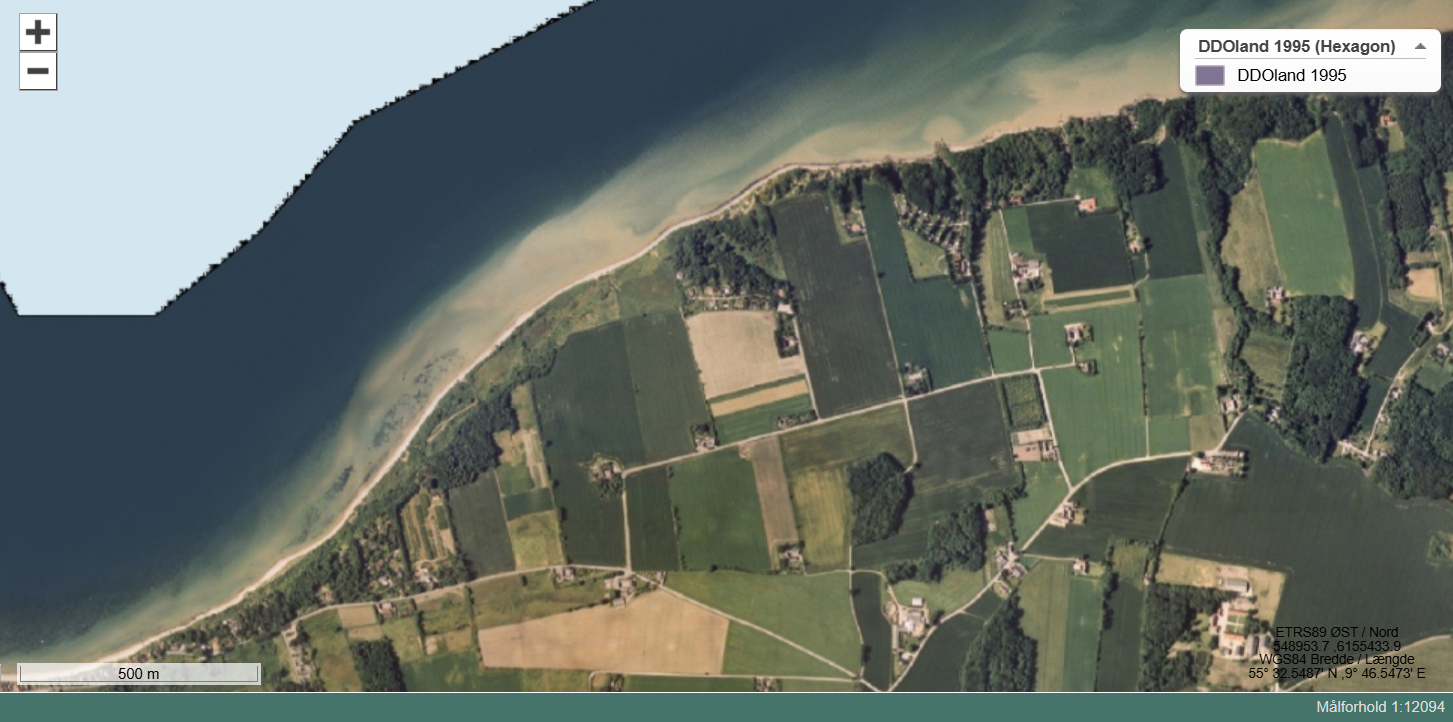 DDOland 1995 (Hexagon)
DDOland 1995
ETRS89 ØST / Nord
548953.7 ,6155433.9
WGS84 Bredde / Længde
55° 32.5487' N ,9° 46.5473' E
500 m
Målforhold 1:12094